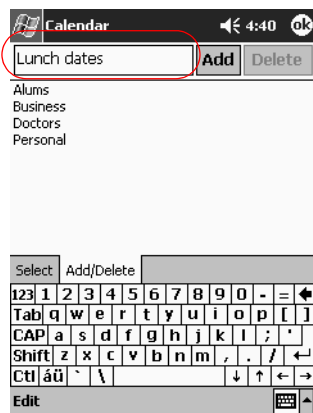 Calendar 4:40 ok
Lunch dates Add Delete
Alums
Business
Doctors
Personal
Select Add/Delete
123 1 2 3 4 5 6 7 8 9 0 - =
Tab q w e r t y u i o p [ ]
CAP a s d f g h j k l ; '
Shift z x c v b n m , . /
Ctl áü ` \ ↓ ↑ ← →
Edit